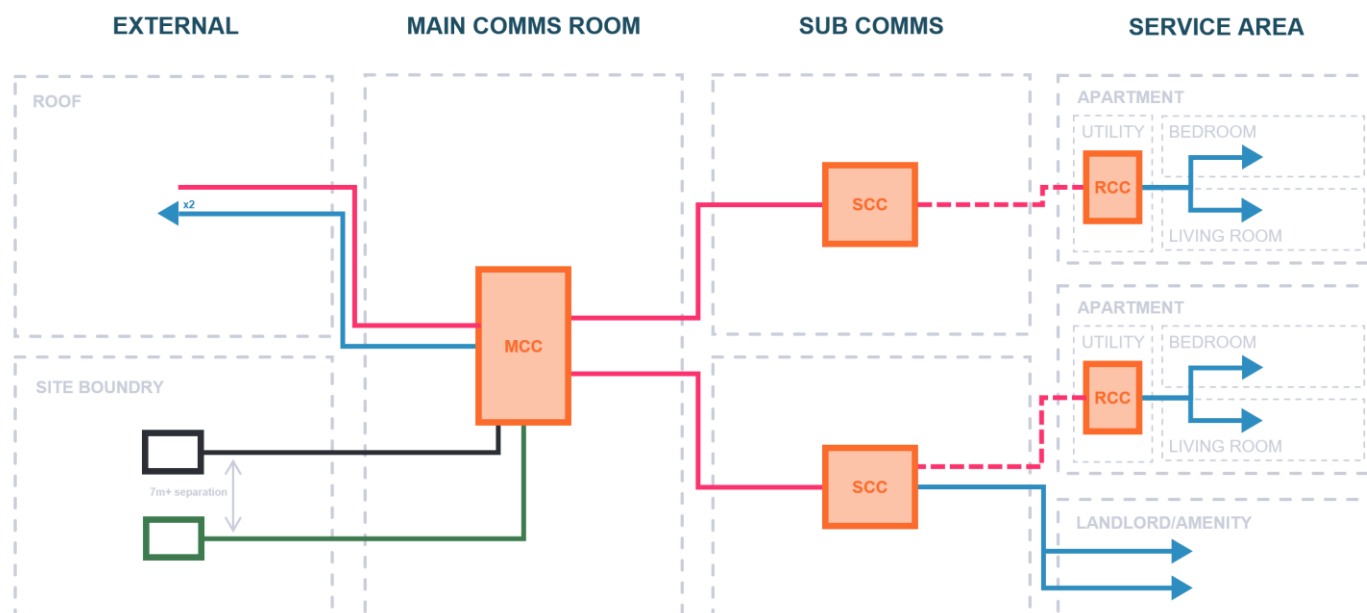 EXTERNAL
MAIN COMMS ROOM
SUB COMMS
SERVICE AREA
ROOF
x2
SITE BOUNDRY
7m+ separation
MCC
SCC
SCC
APARTMENT
UTILITY
BEDROOM
RCC
LIVING ROOM
APARTMENT
UTILITY
BEDROOM
RCC
LIVING ROOM
LANDLORD/AMENITY